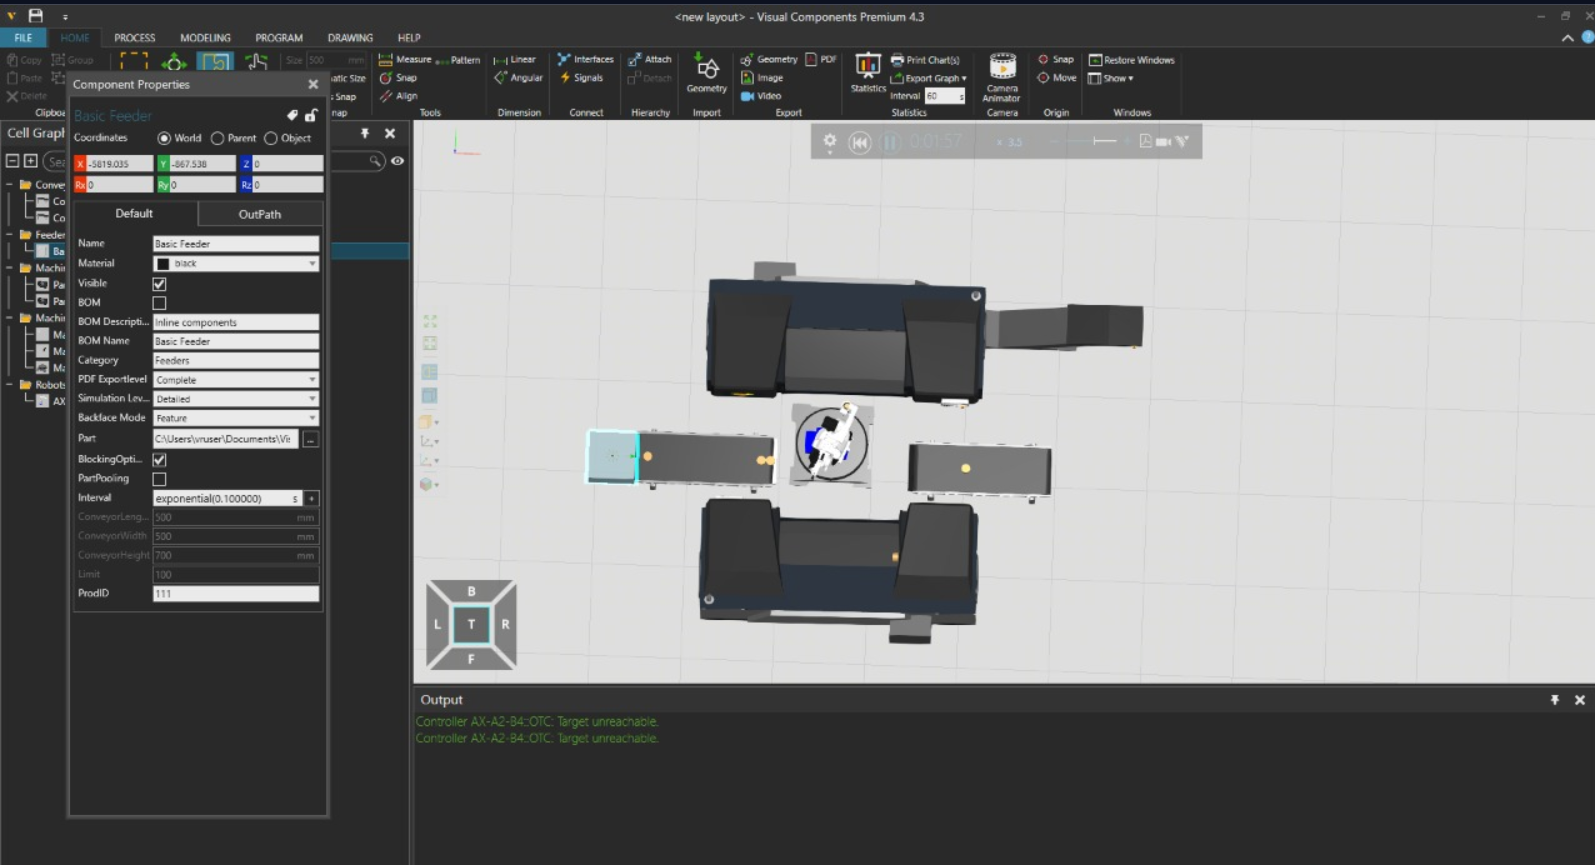 <new layout> - Visual Components Premium 4.3
FILE HOME PROCESS MODELING PROGRAM DRAWING HELP
Copy Group Size 500 mm Measure Pattern Linear Interfaces Attach Geometry PDF Print Chart(s) Snap Restore Windows
Paste Snap Angular Signals Detach Image Export Graph Move Show
Delete Snap Align Geometry Video Statistics Interval 60 s Camera Animator
Tools Dimension Connect Hierarchy Import Export Statistics Camera Origin Windows
Component Properties
Basic Feeder
Coordinates World Parent Object
X -5819.035 Y -867.538 Z 0
Rx 0 Ry 0 Rz 0
Default OutPath
Name Basic Feeder
Material black
Visible
BOM
BOM Descripti... Inline components
BOM Name Basic Feeder
Category Feeders
PDF Exportlevel Complete
Simulation Lev... Detailed
Backface Mode Feature
Part C:\Users\vruser\Documents\Vis ...
BlockingOpti...
PartPooling
Interval exponential(0.100000) s +
ConveyorLeng... 500 mm
ConveyorWidth 500 mm
ConveyorHeight 700 mm
Limit 100
ProdID 111
Cell Graph
Sea
Convey
Co
Co
Feeder
Ba
Machin
Pa
Pa
Machin
Ma
Ma
Ma
Robots
AX
0:01:57 x 3.5
B
L T R
F
Output
Controller AX-A2-B4::OTC: Target unreachable.
Controller AX-A2-B4::OTC: Target unreachable.